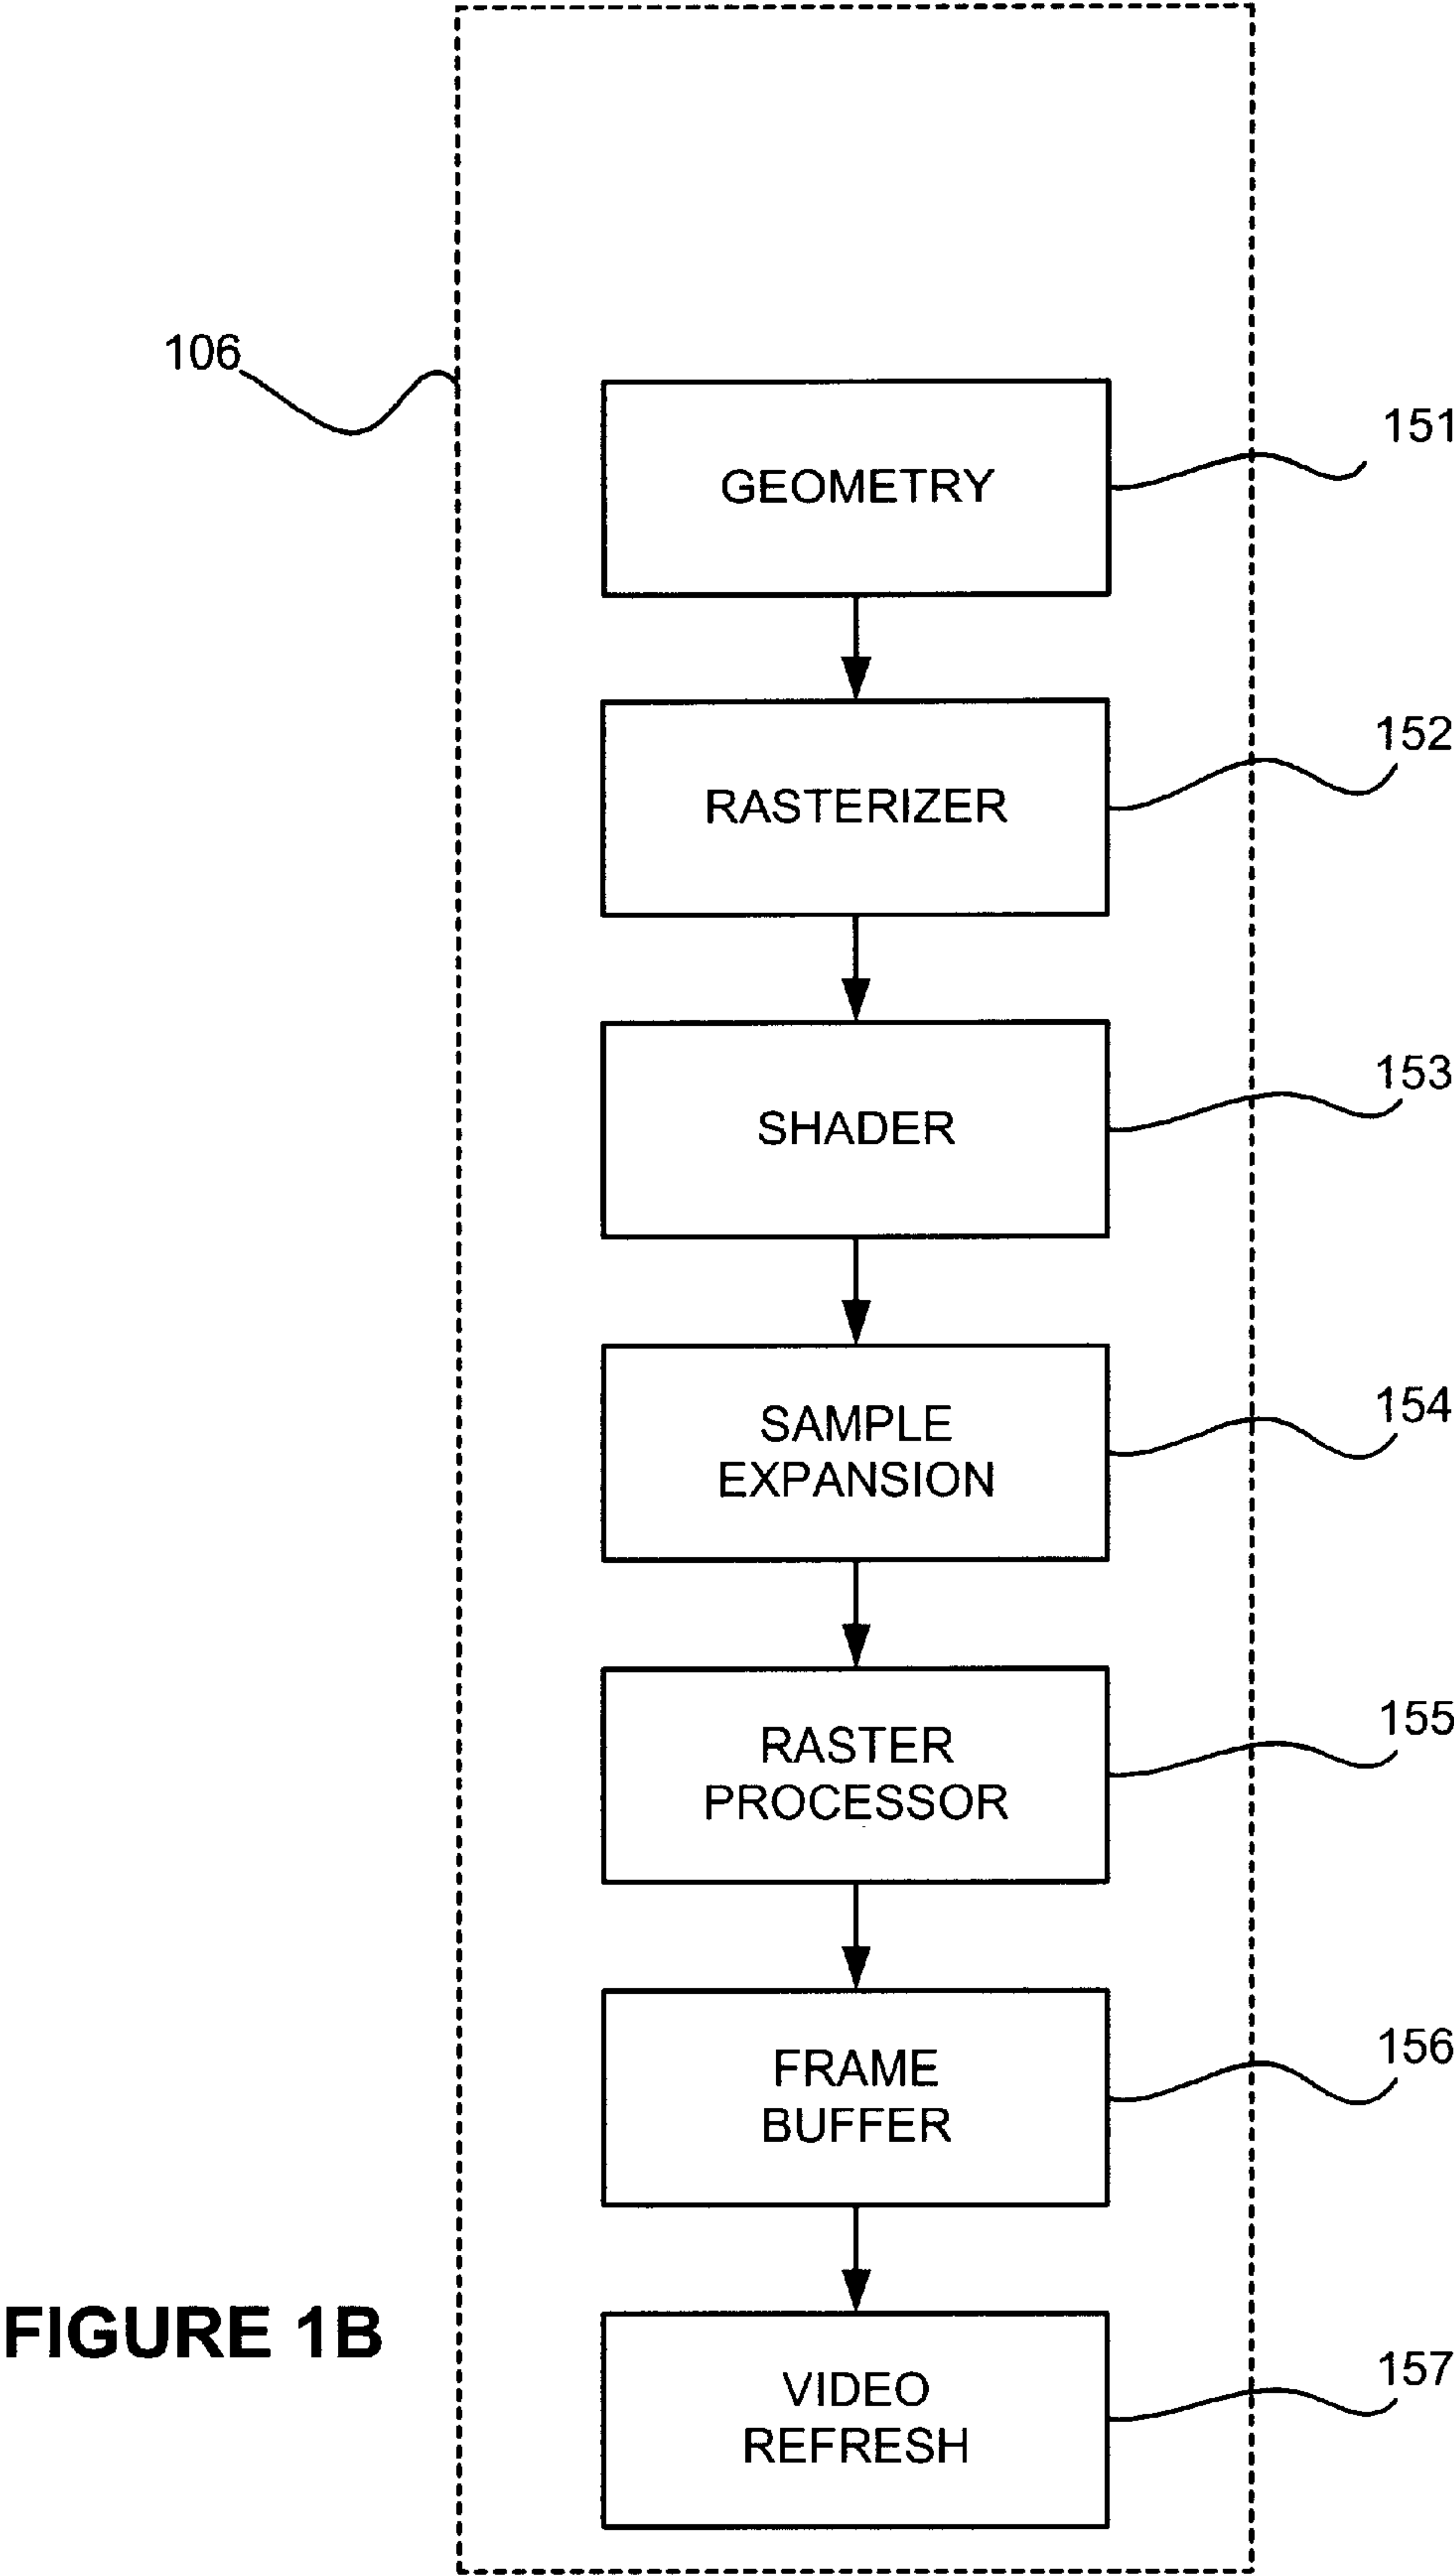 106
GEOMETRY
151
RASTERIZER
152
SHADER
153
SAMPLE
EXPANSION
154
RASTER
PROCESSOR
155
FRAME
BUFFER
156
VIDEO
REFRESH
157
FIGURE 1B